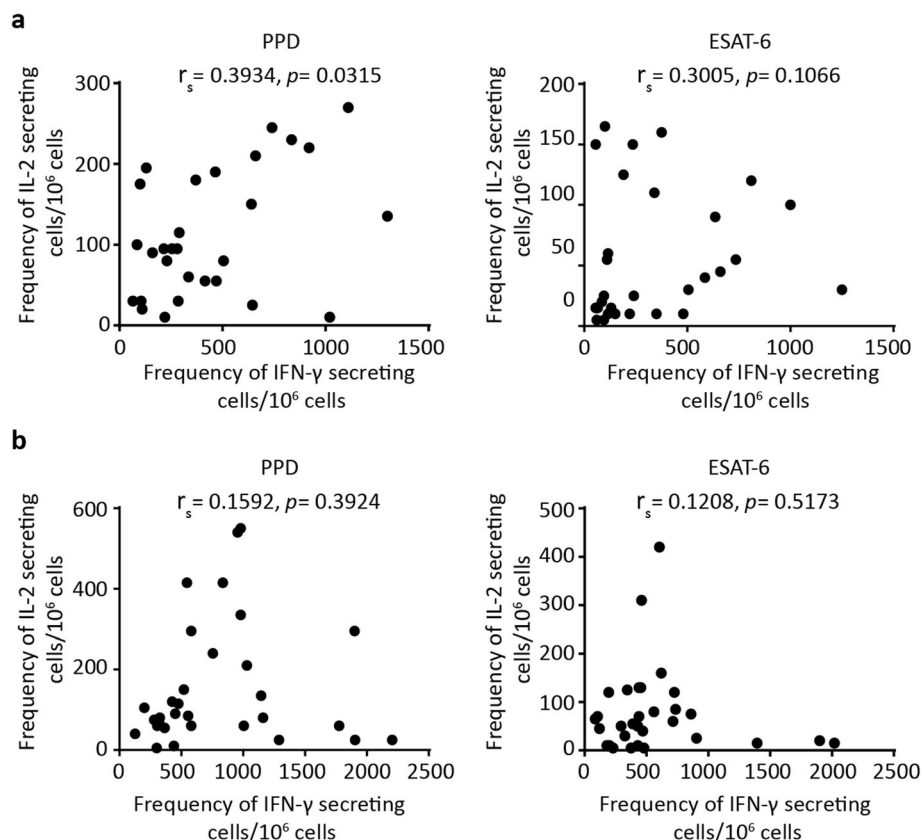 a
PPD
rs= 0.3934, p= 0.0315
Frequency of IL-2 secreting
cells/10⁶ cells
300
200
100
0
0
500
1000
1500
Frequency of IFN-γ secreting
cells/10⁶ cells
ESAT-6
rs= 0.3005, p= 0.1066
Frequency of IL-2 secreting
cells/10⁶ cells
200
150
100
50
0
0
500
1000
1500
Frequency of IFN-γ secreting
cells/10⁶ cells
b
PPD
rs= 0.1592, p= 0.3924
Frequency of IL-2 secreting
cells/10⁶ cells
600
400
200
0
0
500
1000
1500
2000
2500
Frequency of IFN-γ secreting
cells/10⁶ cells
ESAT-6
rs= 0.1208, p= 0.5173
Frequency of IL-2 secreting
cells/10⁶ cells
500
400
300
200
100
0
0
500
1000
1500
2000
2500
Frequency of IFN-γ secreting
cells/10⁶ cells